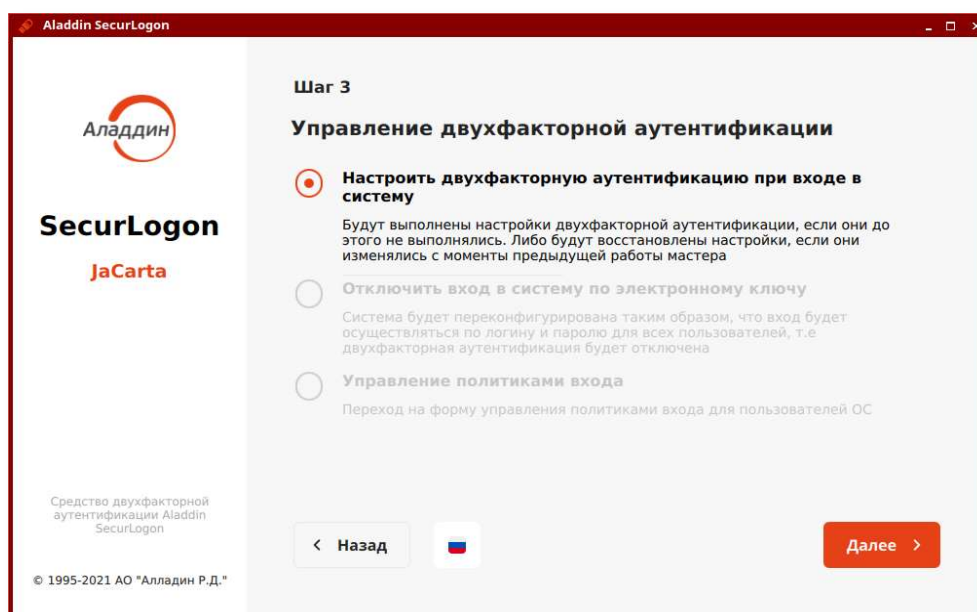 Aladdin SecurLogon
Аладдин
SecurLogon
JaCarta
Средство двухфакторной
аутентификации Aladdin
SecurLogon
© 1995-2021 АО "Алладин Р.Д."
Шаг 3
Управление двухфакторной аутентификации
Настроить двухфакторную аутентификацию при входе в
систему
Будут выполнены настройки двухфакторной аутентификации, если они до
этого не выполнялись. Либо будут восстановлены настройки, если они
изменялись с моменты предыдущей работы мастера
Отключить вход в систему по электронному ключу
Система будет переконфигурирована таким образом, что вход будет
осуществляться по логину и паролю для всех пользователей, т.е
двухфакторная аутентификация будет отключена
Управление политиками входа
Переход на форму управления политиками входа для пользователей ОС
Назад
Далее